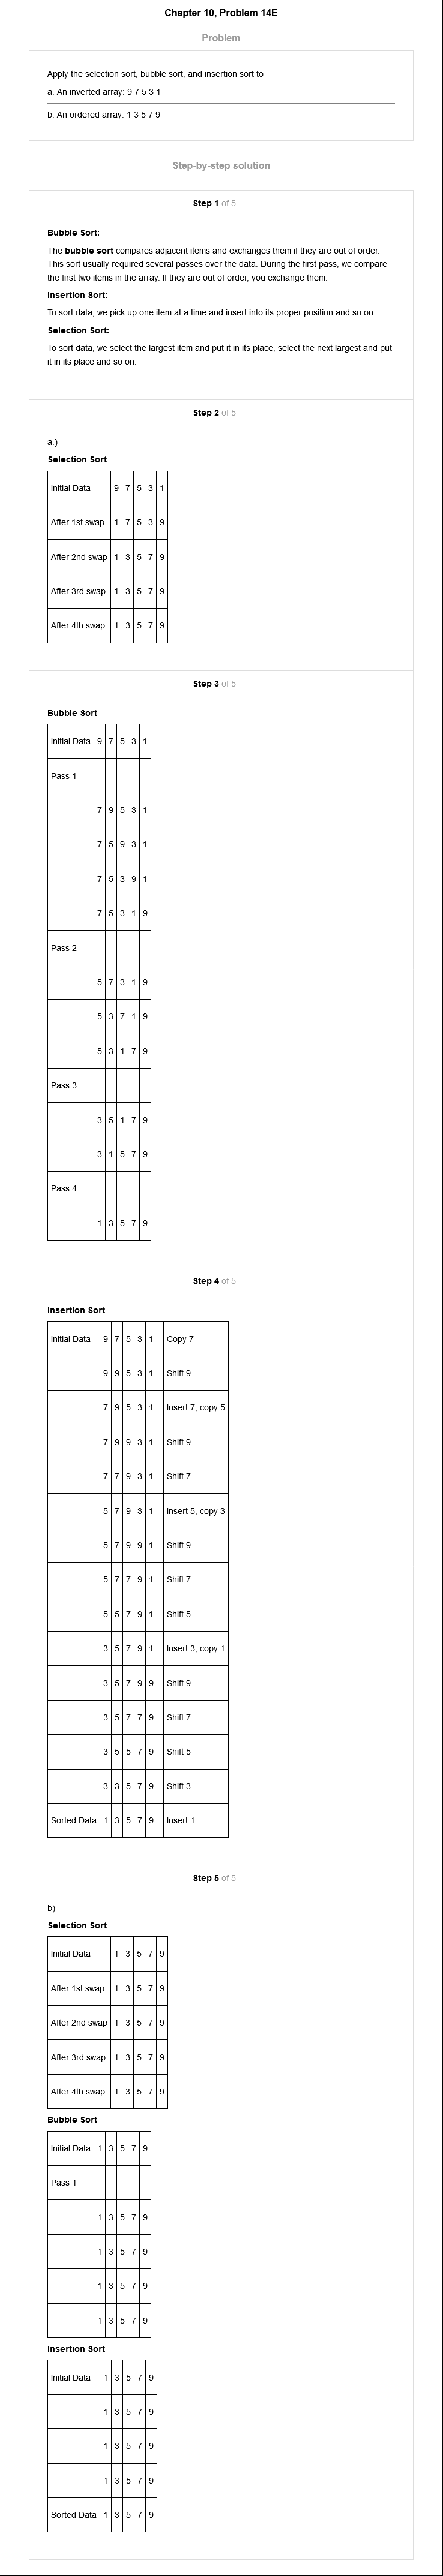 Chapter 10, Problem 14E
Problem
Apply the selection sort, bubble sort, and insertion sort to
a. An inverted array: 9 7 5 3 1
b. An ordered array: 1 3 5 7 9
Step-by-step solution
Step 1 of 5
Bubble Sort:
The bubble sort compares adjacent items and exchanges them if they are out of order.
This sort usually required several passes over the data. During the first pass, we compare
the first two items in the array. If they are out of order, you exchange them.
Insertion Sort:
To sort data, we pick up one item at a time and insert into its proper position and so on.
Selection Sort:
To sort data, we select the largest item and put it in its place, select the next largest and put
it in its place and so on.
Step 2 of 5
a.)
Selection Sort
Initial Data 9 7 5 3 1
After 1st swap 1 7 5 3 9
After 2nd swap 1 3 5 7 9
After 3rd swap 1 3 5 7 9
After 4th swap 1 3 5 7 9
Step 3 of 5
Bubble Sort
Initial Data 9 7 5 3 1
Pass 1
7 9 5 3 1
7 5 9 3 1
7 5 3 9 1
7 5 3 1 9
Pass 2
5 7 3 1 9
5 3 7 1 9
5 3 1 7 9
Pass 3
3 5 1 7 9
3 1 5 7 9
Pass 4
1 3 5 7 9
Step 4 of 5
Insertion Sort
Initial Data 9 7 5 3 1 Copy 7
9 9 5 3 1 Shift 9
7 9 5 3 1 Insert 7, copy 5
7 9 9 3 1 Shift 9
7 7 9 3 1 Shift 7
5 7 9 3 1 Insert 5, copy 3
5 7 9 9 1 Shift 9
5 7 7 9 1 Shift 7
5 5 7 9 1 Shift 5
3 5 7 9 1 Insert 3, copy 1
3 5 7 9 9 Shift 9
3 5 7 7 9 Shift 7
3 5 5 7 9 Shift 5
3 3 5 7 9 Shift 3
Sorted Data 1 3 5 7 9 Insert 1
Step 5 of 5
b)
Selection Sort
Initial Data 1 3 5 7 9
After 1st swap 1 3 5 7 9
After 2nd swap 1 3 5 7 9
After 3rd swap 1 3 5 7 9
After 4th swap 1 3 5 7 9
Bubble Sort
Initial Data 1 3 5 7 9
Pass 1
1 3 5 7 9
1 3 5 7 9
1 3 5 7 9
1 3 5 7 9
Insertion Sort
Initial Data 1 3 5 7 9
1 3 5 7 9
1 3 5 7 9
1 3 5 7 9
Sorted Data 1 3 5 7 9